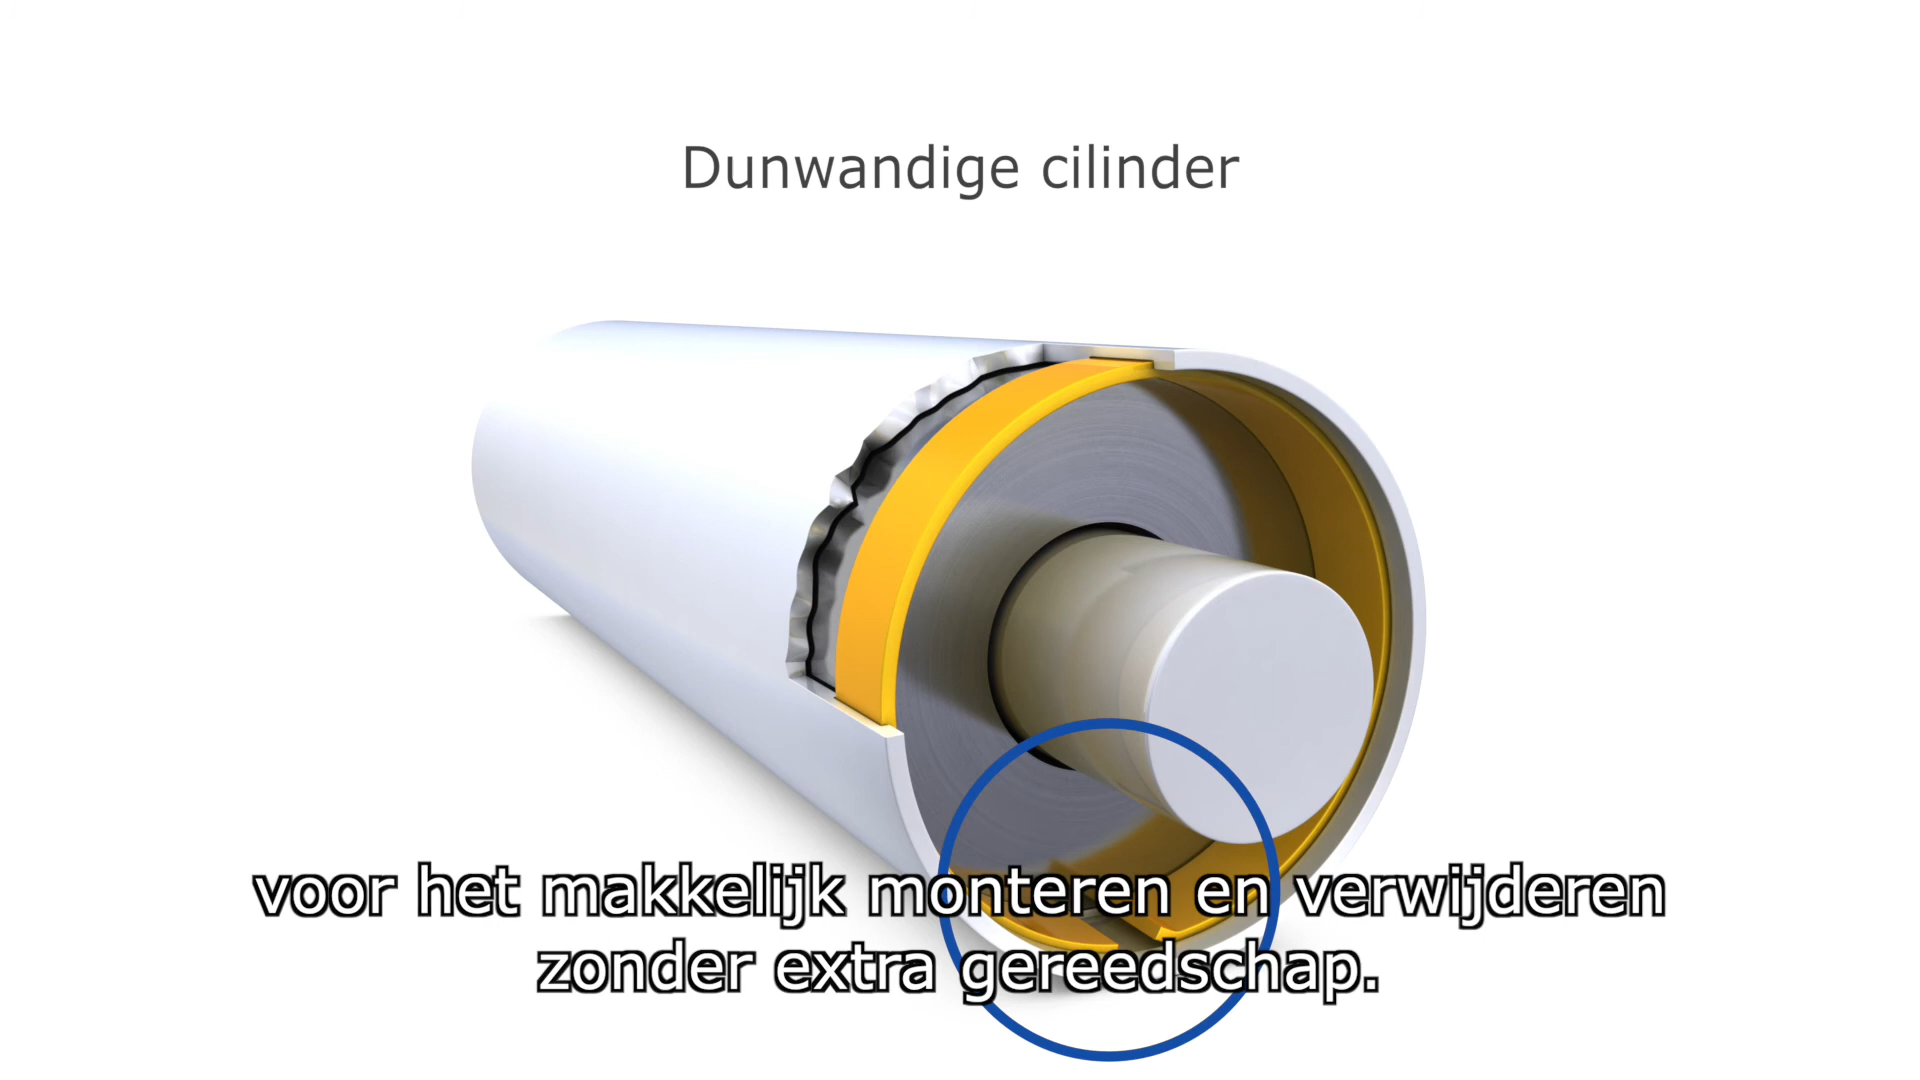 Dunwandige cilinder
voor het makkelijk monteren en verwijderen
zonder extra gereedschap.